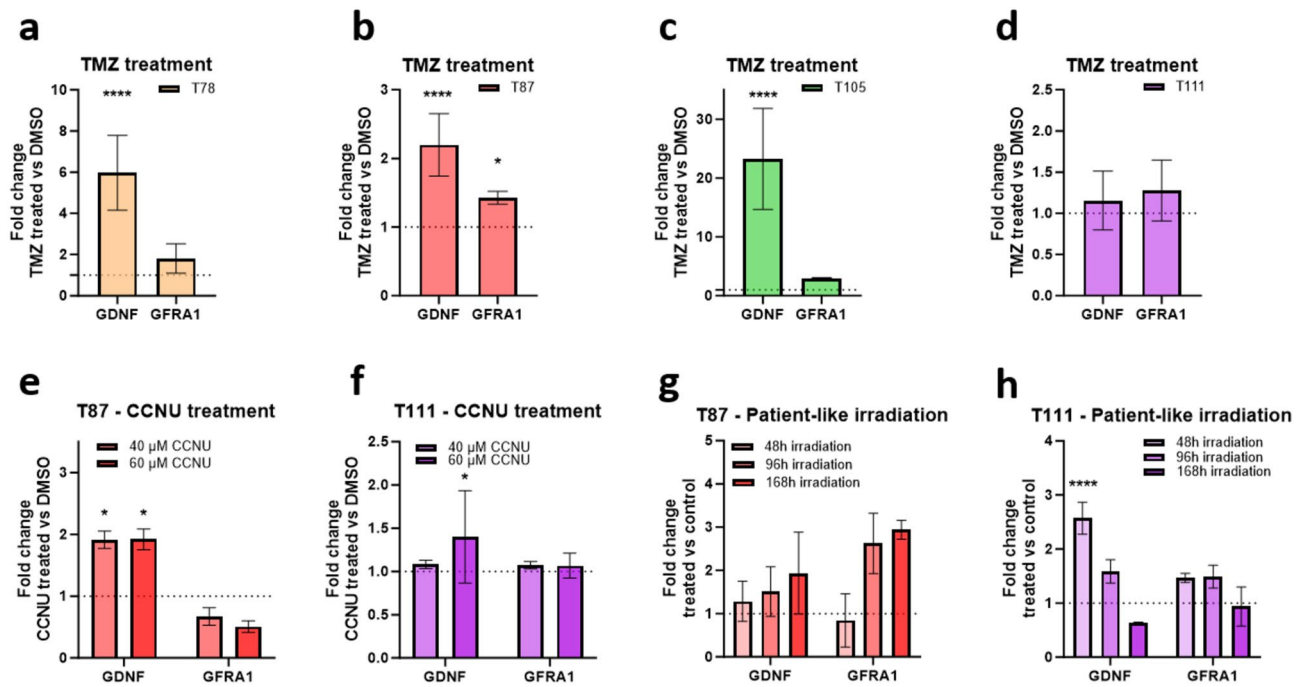 a
TMZ treatment
T78
****
Fold change
TMZ treated vs DMSO
10
8
6
4
2
0
GDNF GFRA1
b
TMZ treatment
T87
****
*
Fold change
TMZ treated vs DMSO
3
2
1
0
GDNF GFRA1
c
TMZ treatment
T105
****
Fold change
TMZ treated vs DMSO
30
20
10
0
GDNF GFRA1
d
TMZ treatment
T111
Fold change
TMZ treated vs DMSO
2.5
2.0
1.5
1.0
0.5
0.0
GDNF GFRA1
e
T87 - CCNU treatment
40 µM CCNU
60 µM CCNU
* *
Fold change
CCNU treated vs DMSO
3
2
1
0
GDNF GFRA1
f
T111 - CCNU treatment
40 µM CCNU
60 µM CCNU
*
Fold change
CCNU treated vs DMSO
2.5
2.0
1.5
1.0
0.5
0.0
GDNF GFRA1
g
T87 - Patient-like irradiation
48h irradiation
96h irradiation
168h irradiation
Fold change
treated vs control
5
4
3
2
1
0
GDNF GFRA1
h
T111 - Patient-like irradiation
48h irradiation
96h irradiation
168h irradiation
****
Fold change
treated vs control
4
3
2
1
0
GDNF GFRA1